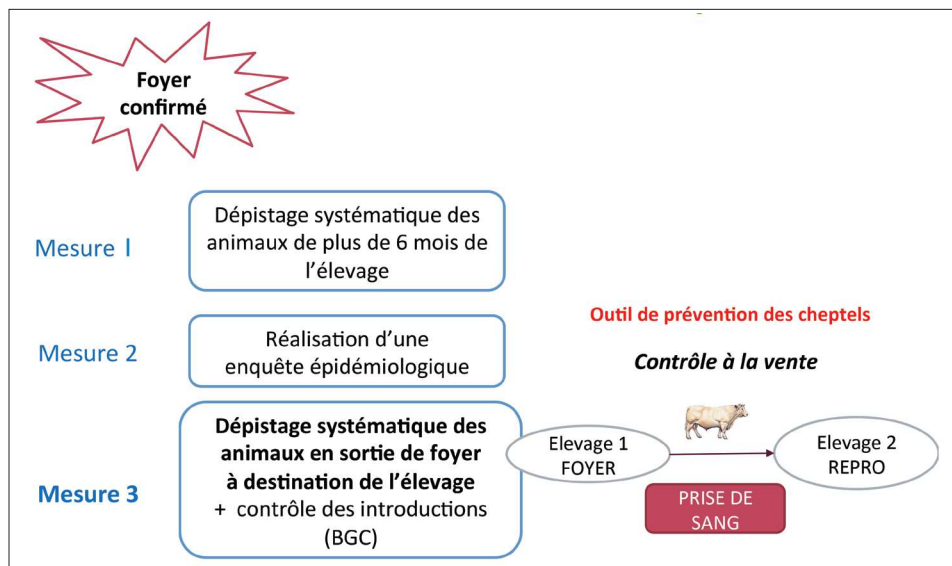 Foyer
confirmé
Mesure I
Dépistage systématique des
animaux de plus de 6 mois de
l’élevage
Mesure 2
Réalisation d’une
enquête épidémiologique
Outil de prévention des cheptels
Contrôle à la vente
Mesure 3
Dépistage systématique des
animaux en sortie de foyer
à destination de l’élevage
+ contrôle des introductions
(BGC)
Elevage 1
FOYER
Elevage 2
REPRO
PRISE DE
SANG